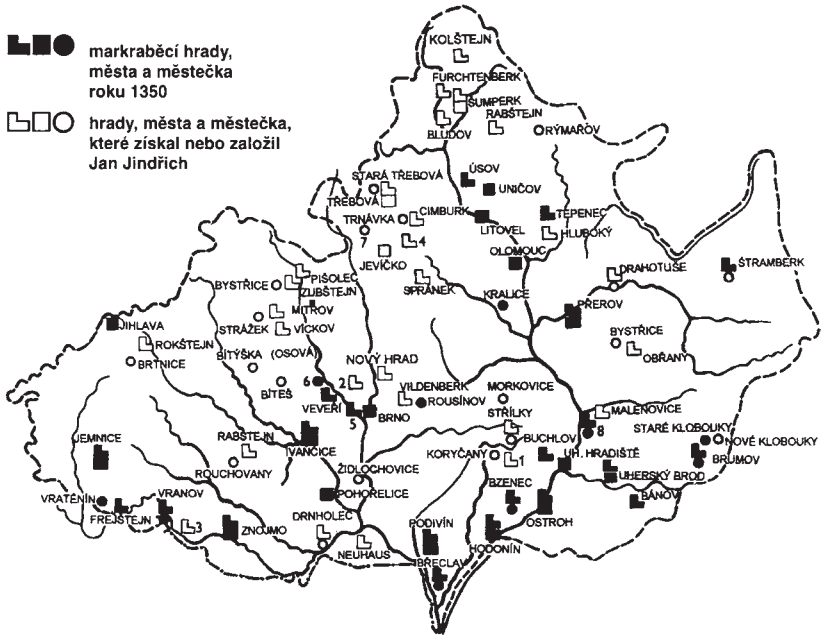 markraběcí hrady,
města a městečka
roku 1350
hrady, města a městečka,
které získal nebo založil
Jan Jindřich
KOLŠTEJN
FÜRCHTENBERK
ŠUMPERK
RABŠTEJN
BLUDOV
RÝMAŘOV
STARÁ TŘEBOVÁ
ÚSOV
UNIČOV
TŘEBOVÁ
TRNÁVKA
CIMBURK
TEPENEC
7
4
LITOVEL
HLUBOKÝ
JEVÍČKO
OLOMOUC
PIŠOLEC
BYSTŘICE
ZUBŠTEJN
SPRÁNEK
DRAHOTUŠE
ŠTRAMBERK
KRALICE
MITROV
PŘEROV
JIHLAVA
STRÁŽEK
VÍCKOV
ROKŠTEJN
BYSTŘICE
BRTNICE
BÍTÝŠKA
(OSOVÁ)
NOVÝ HRAD
OBŘANY
BÍTEŠ
6
2
VILDENBERK
MORKOVICE
VEVEŘÍ
ROUSÍNOV
5
BRNO
STŘÍLKY
MALENOVICE
8
STARÉ KLOBOUKY
JEMNICE
RABŠTEJN
IVANČICE
BUCHLOV
NOVÉ KLOBOUKY
ROUCHOVANY
ŽIDLOCHOVICE
KORYČANY
1
UH. HRADIŠTĚ
BRUMOV
UHERSKÝ BROD
VRATĚNÍN
VRANOV
POHOŘELICE
BZENEC
BÁNOV
FREJŠTEJN
3
ZNOJMO
DRNHOLEC
PODIVÍN
OSTROH
NEUHAUS
HODONÍN
BŘECLAV